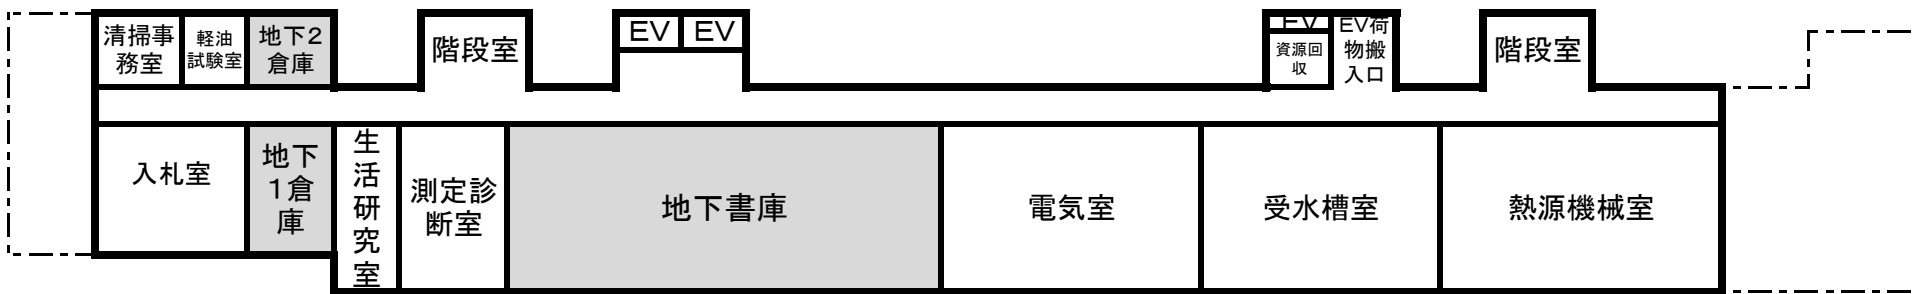 清掃事
務室
軽油
試験室
地下2
倉庫
階段室
EV
EV
EV
資源回
収
EV荷
物搬
入口
階段室
入札室
地下
1倉
庫
生
活
研
究
室
測定診
断室
地下書庫
電気室
受水槽室
熱源機械室